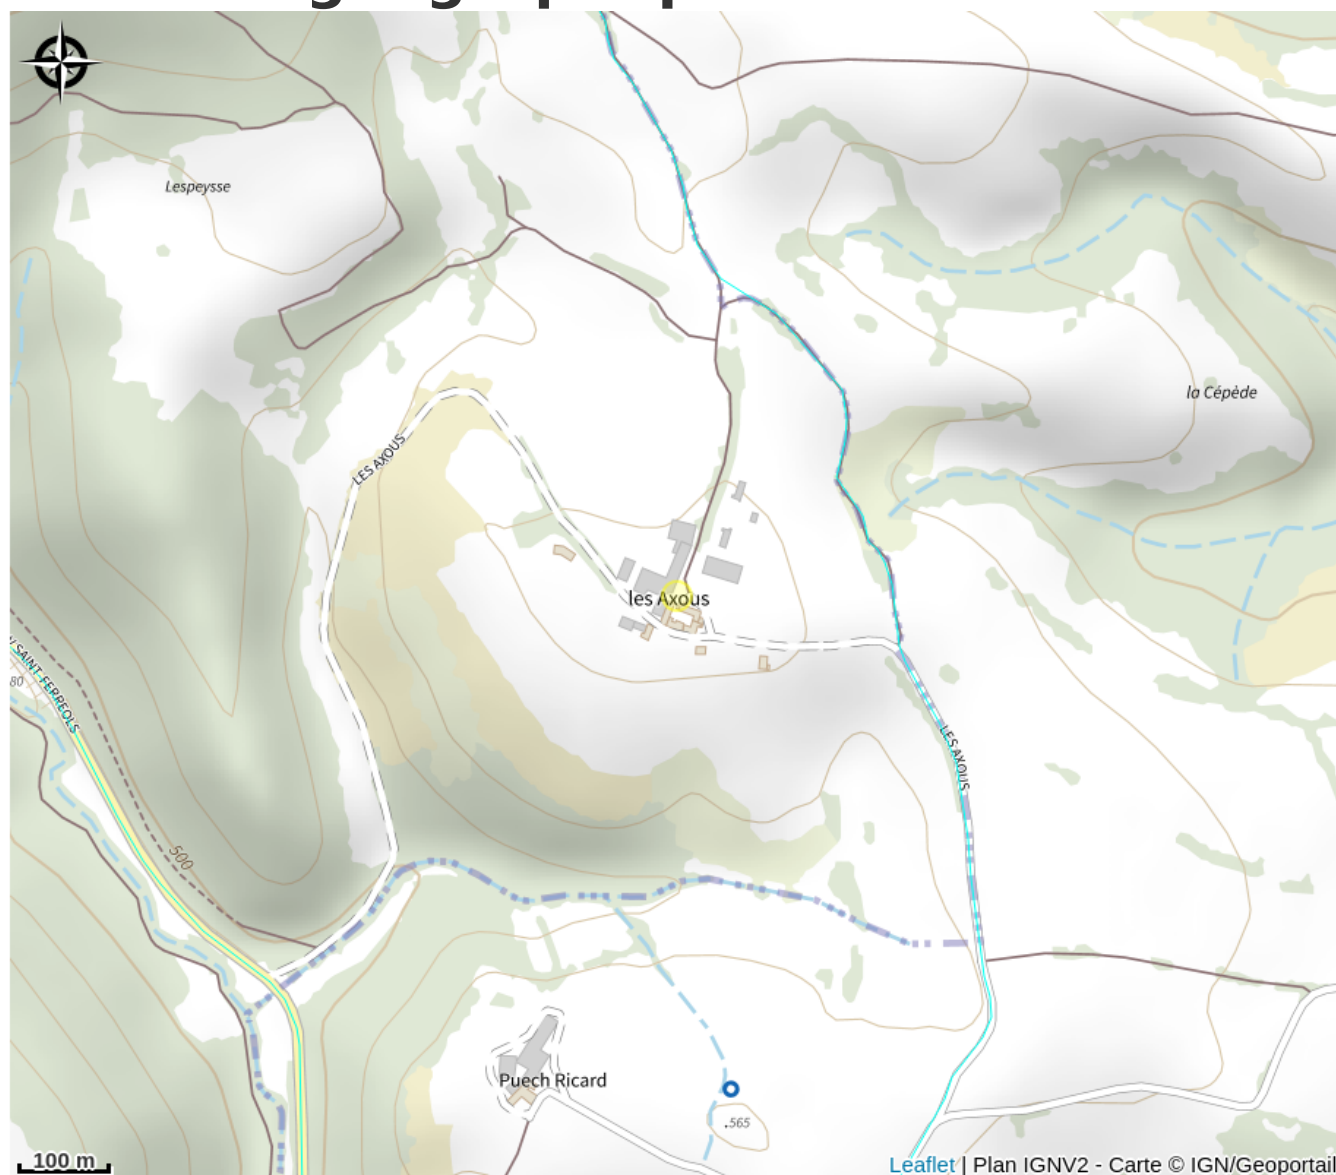 Lespeysse
la Cépède
LES AXOUS
les Axous
SAINT FERREOLS
80
LES AXOUS
500
Puech Ricard
.565
100 m
Leaflet | Plan IGNV2 - Carte © IGN/Geoportail